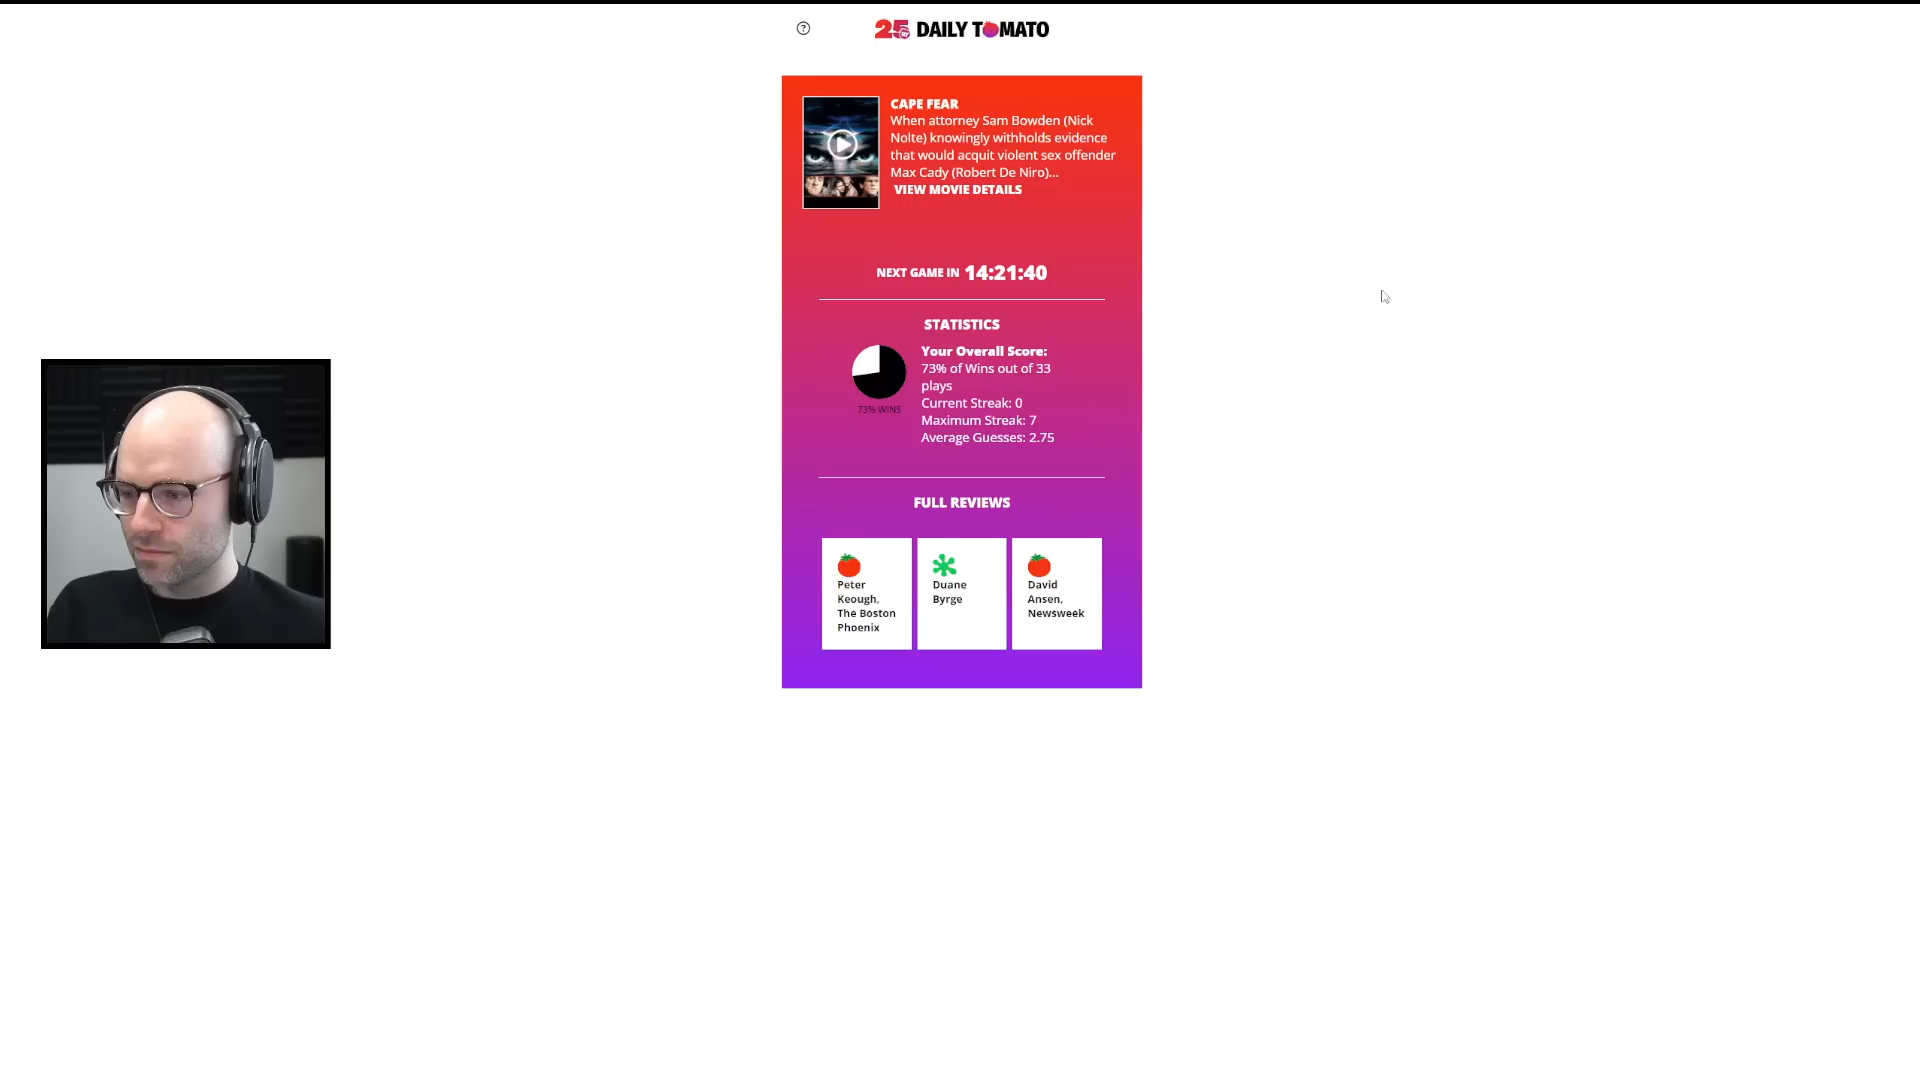 25 DAILY TOMATO
CAPE FEAR
When attorney Sam Bowden (Nick
Nolte) knowingly withholds evidence
that would acquit violent sex offender
Max Cady (Robert De Niro)...
VIEW MOVIE DETAILS
NEXT GAME IN 14:21:40
STATISTICS
Your Overall Score:
73% of Wins out of 33
plays
Current Streak: 0
Maximum Streak: 7
Average Guesses: 2.75
73% WINS
FULL REVIEWS
Peter
Keough,
The Boston
Phoenix
Duane
Byrge
David
Ansen,
Newsweek